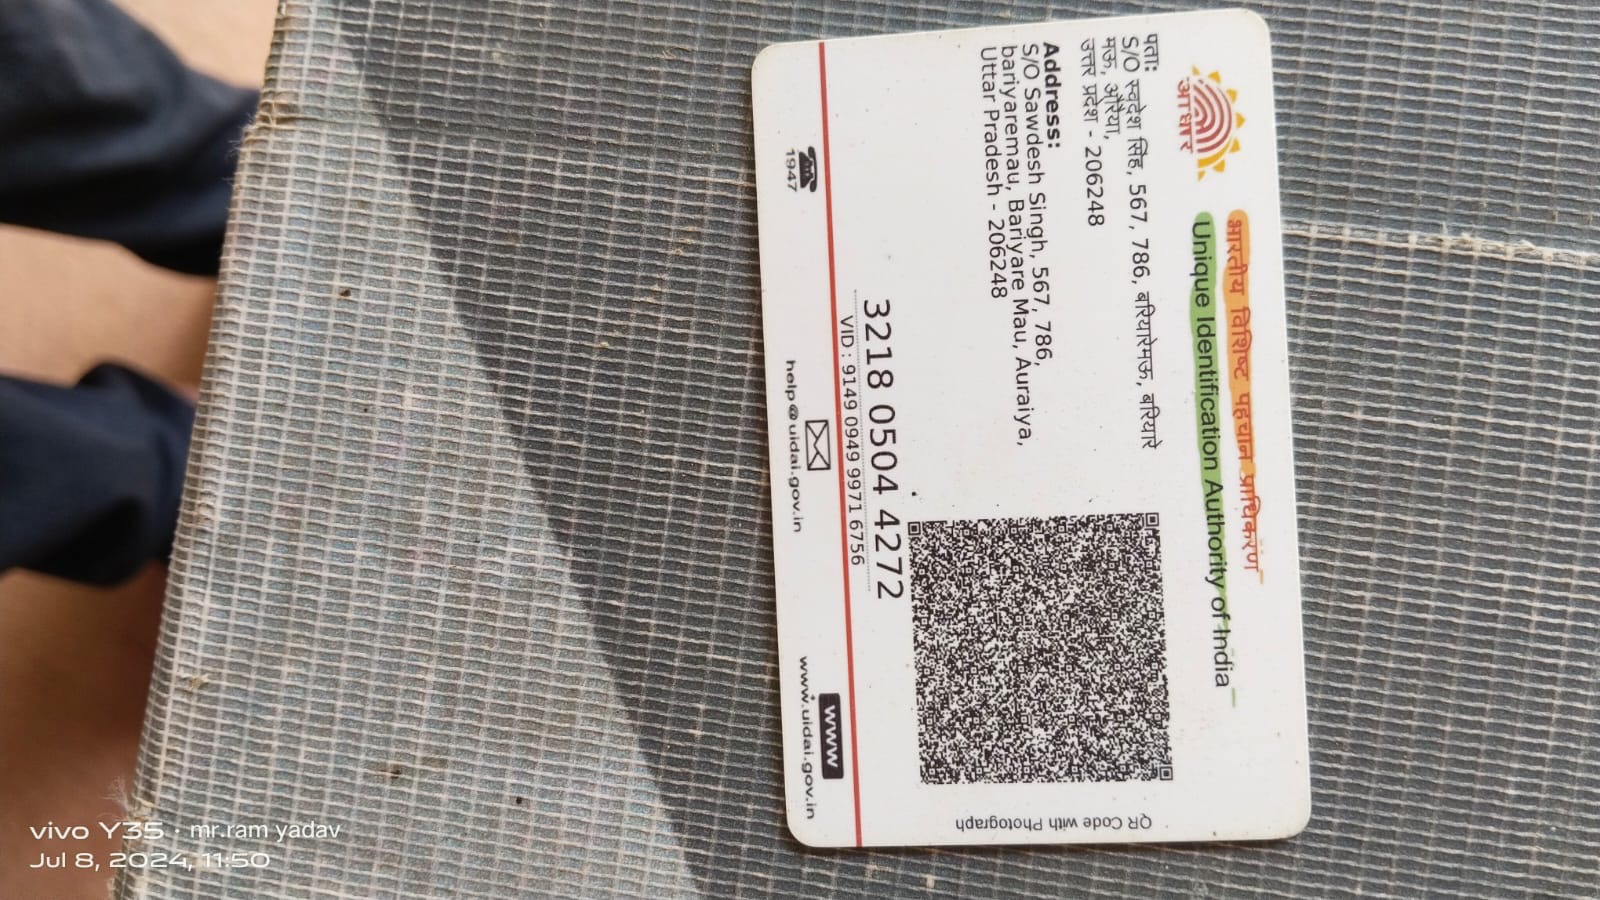 आधार
भारतीय विशिष्ट पहचान प्राधिकरण
Unique Identification Authority of India
पता:
S/O स्वदेश सिंह, 567, 786, बरियारेमऊ, बरियारे
मऊ, औरैया,
उत्तर प्रदेश - 206248
Address:
S/O Sawdesh Singh, 567, 786,
bariyaremau, Bariyare Mau, Auraiya,
Uttar Pradesh - 206248
QR Code with Photograph
3218 0504 4272
VID : 9149 0949 9971 6756
1947
help@uidai.gov.in
www
www.uidai.gov.in
vivo Y35 · mr.ram yadav
Jul 8, 2024, 11:50